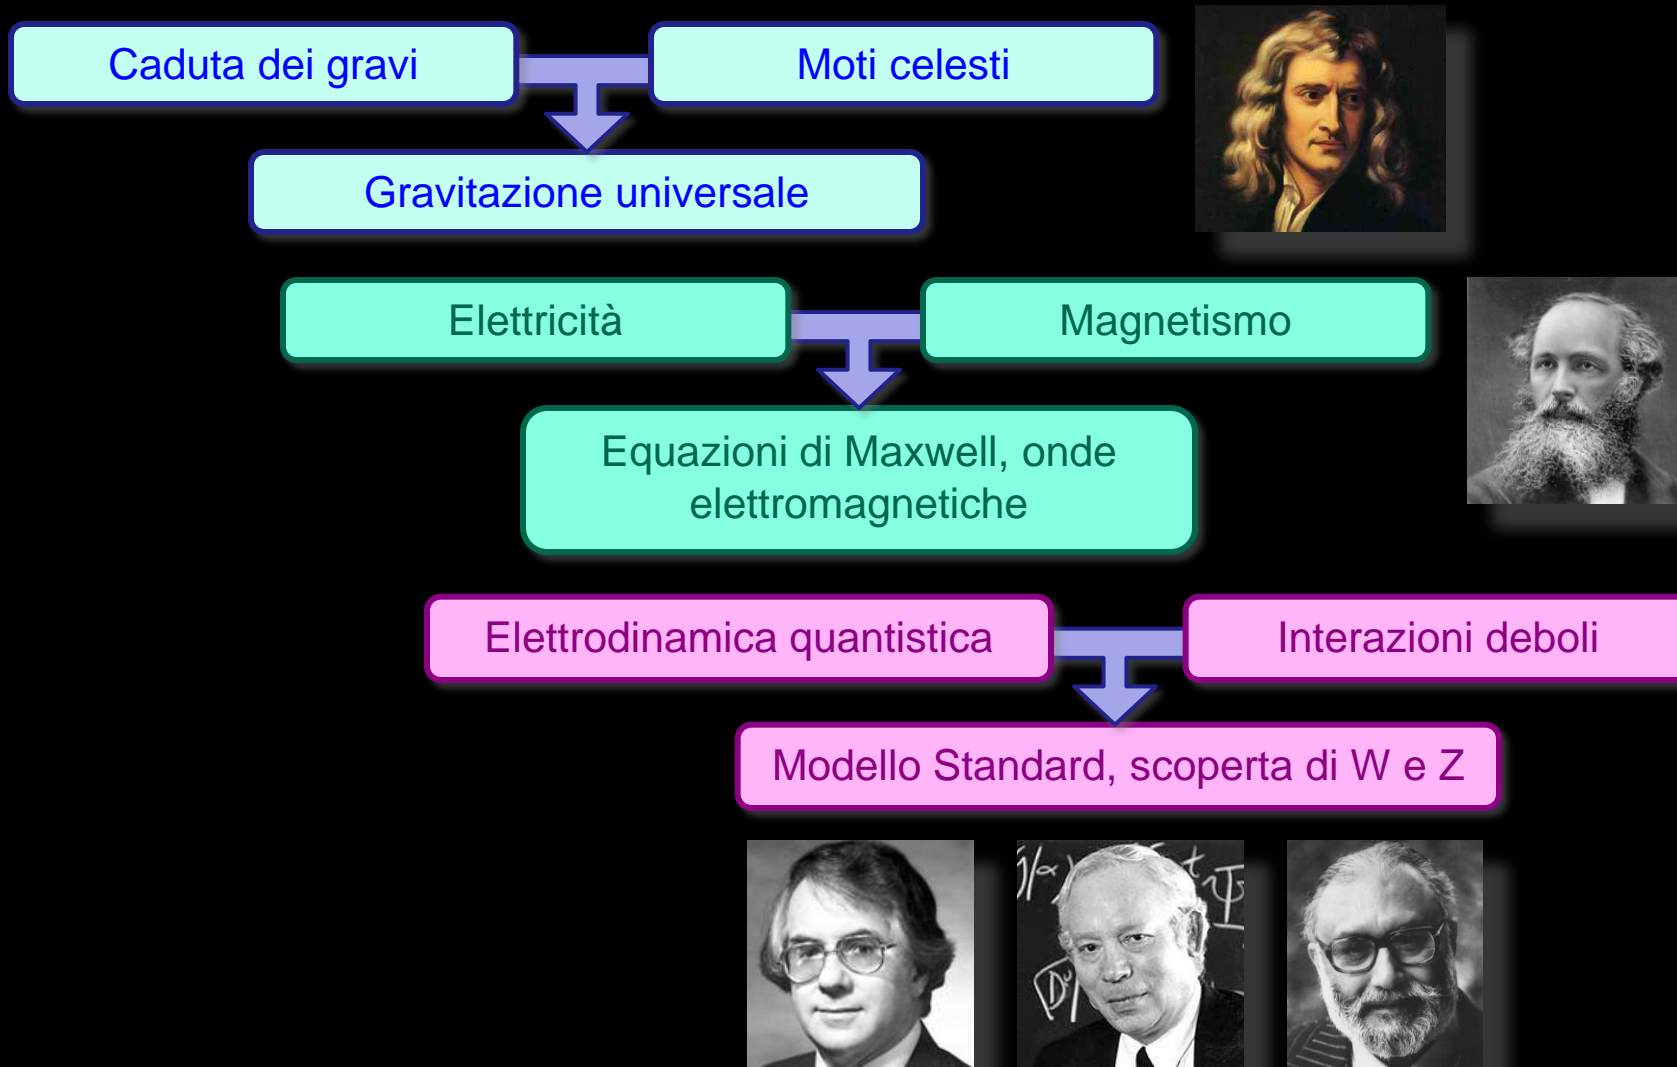 Caduta dei gravi
Moti celesti
Gravitazione universale
Elettricità
Magnetismo
Equazioni di Maxwell, onde
elettromagnetiche
Elettrodinamica quantistica
Interazioni deboli
Modello Standard, scoperta di W e Z